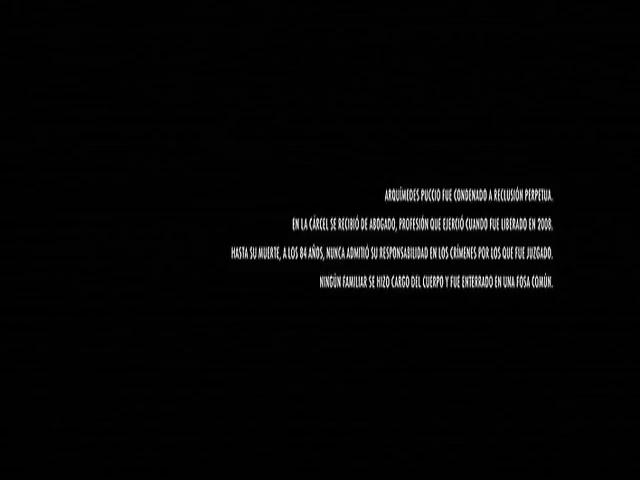 ARQUÍMEDES PUCCIO FUE CONDENADO A RECLUSIÓN PERPETUA.
EN LA CÁRCEL SE RECIBIÓ DE ABOGADO, PROFESIÓN QUE EJERCIÓ CUANDO FUE LIBERADO EN 2008.
HASTA SU MUERTE, A LOS 84 AÑOS, NUNCA ADMITIÓ SU RESPONSABILIDAD EN LOS CRÍMENES POR LOS QUE FUE JUZGADO.
NINGÚN FAMILIAR SE HIZO CARGO DEL CUERPO Y FUE ENTERRADO EN UNA FOSA COMÚN.